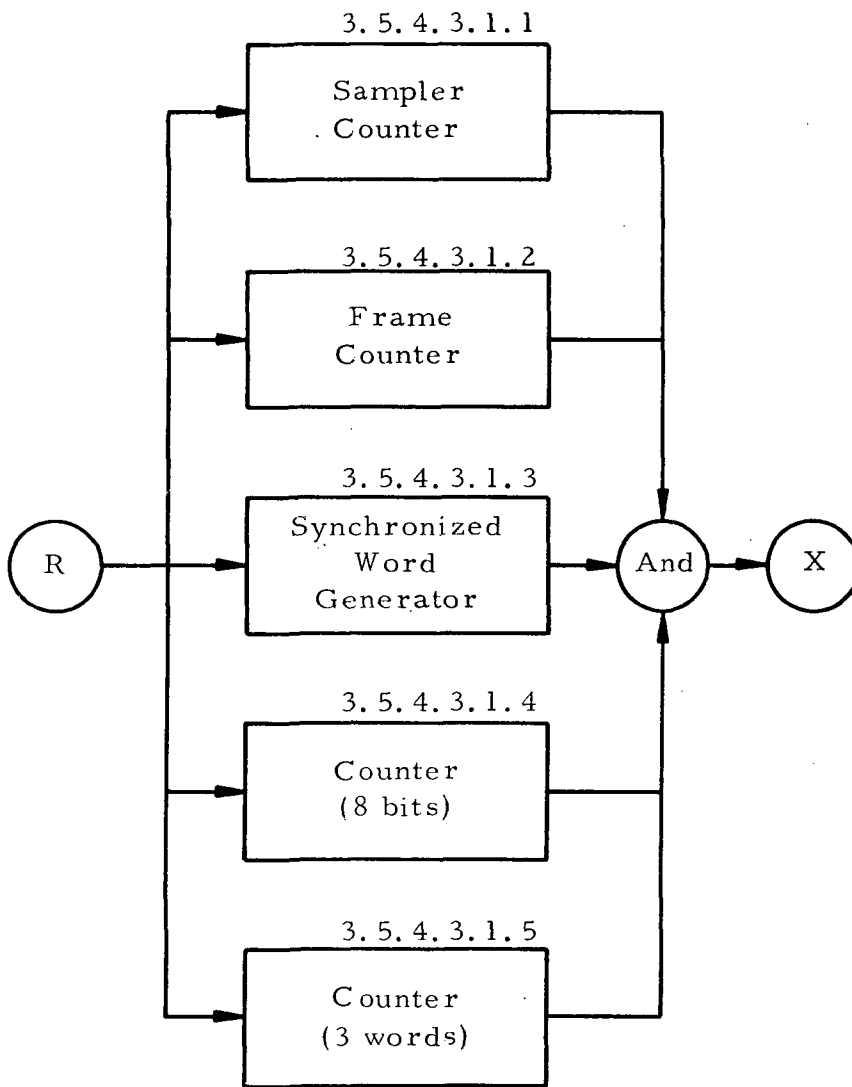 3.5.4.3.1.1
Sampler
Counter
3.5.4.3.1.2
Frame
Counter
3.5.4.3.1.3
R
Synchronized
Word
Generator
And
X
3.5.4.3.1.4
Counter
(8 bits)
3.5.4.3.1.5
Counter
(3 words)